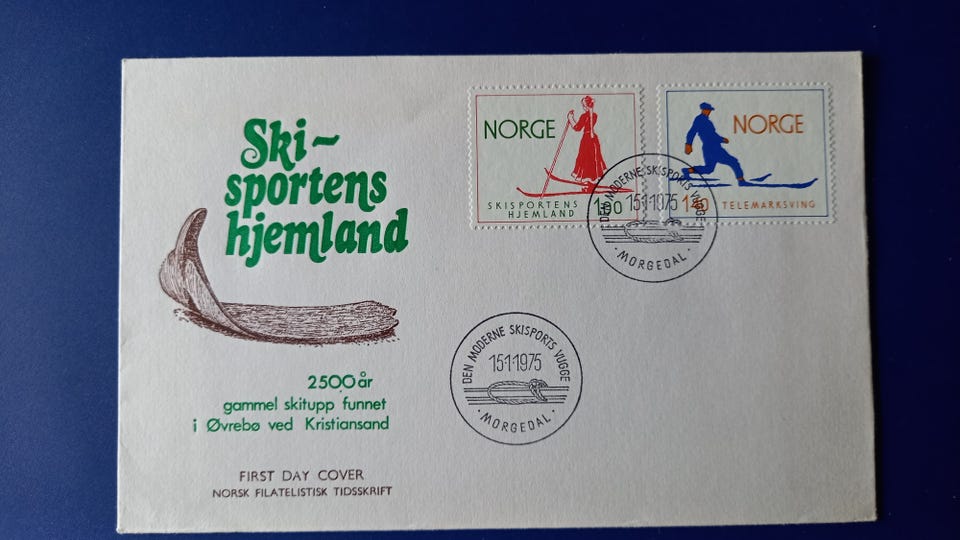 Ski~
sportens
hjemland
2500 år
gammel skitupp funnet
i Øvrebø ved Kristiansand
FIRST DAY COVER
NORSK FILATELISTISK TIDSSKRIFT
NORGE
SKISPORTENS
HJEMLAND
NORGE
140 TELEMARKSVING
DEN MODERNE SKISPORTS VUGGE
15·1·1975
· MORGEDAL ·
DEN MODERNE SKISPORTS VUGGE
15·1·1975
· MORGEDAL ·